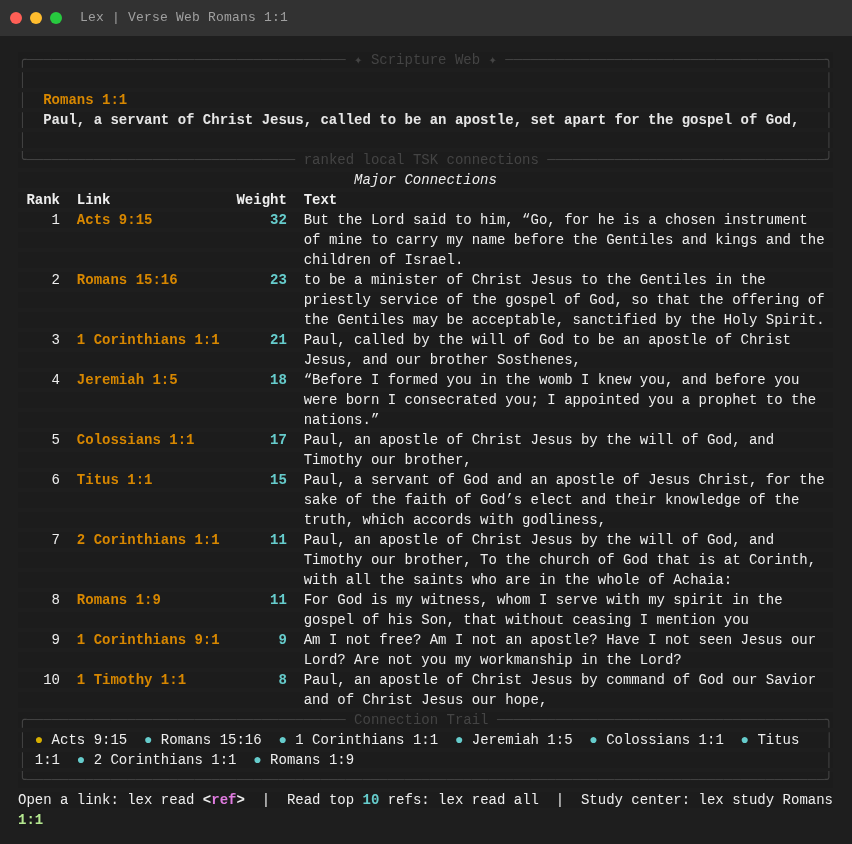 Lex | Verse Web Romans 1:1
✦ Scripture Web ✦
Romans 1:1
Paul, a servant of Christ Jesus, called to be an apostle, set apart for the gospel of God,
ranked local TSK connections
Major Connections
Rank Link Weight Text
1 Acts 9:15 32 But the Lord said to him, “Go, for he is a chosen instrument
of mine to carry my name before the Gentiles and kings and the
children of Israel.
2 Romans 15:16 23 to be a minister of Christ Jesus to the Gentiles in the
priestly service of the gospel of God, so that the offering of
the Gentiles may be acceptable, sanctified by the Holy Spirit.
3 1 Corinthians 1:1 21 Paul, called by the will of God to be an apostle of Christ
Jesus, and our brother Sosthenes,
4 Jeremiah 1:5 18 “Before I formed you in the womb I knew you, and before you
were born I consecrated you; I appointed you a prophet to the
nations.”
5 Colossians 1:1 17 Paul, an apostle of Christ Jesus by the will of God, and
Timothy our brother,
6 Titus 1:1 15 Paul, a servant of God and an apostle of Jesus Christ, for the
sake of the faith of God’s elect and their knowledge of the
truth, which accords with godliness,
7 2 Corinthians 1:1 11 Paul, an apostle of Christ Jesus by the will of God, and
Timothy our brother, To the church of God that is at Corinth,
with all the saints who are in the whole of Achaia:
8 Romans 1:9 11 For God is my witness, whom I serve with my spirit in the
gospel of his Son, that without ceasing I mention you
9 1 Corinthians 9:1 9 Am I not free? Am I not an apostle? Have I not seen Jesus our
Lord? Are not you my workmanship in the Lord?
10 1 Timothy 1:1 8 Paul, an apostle of Christ Jesus by command of God our Savior
and of Christ Jesus our hope,
Connection Trail
● Acts 9:15 ● Romans 15:16 ● 1 Corinthians 1:1 ● Jeremiah 1:5 ● Colossians 1:1 ● Titus
1:1 ● 2 Corinthians 1:1 ● Romans 1:9
Open a link: lex read <ref> | Read top 10 refs: lex read all | Study center: lex study Romans
1:1